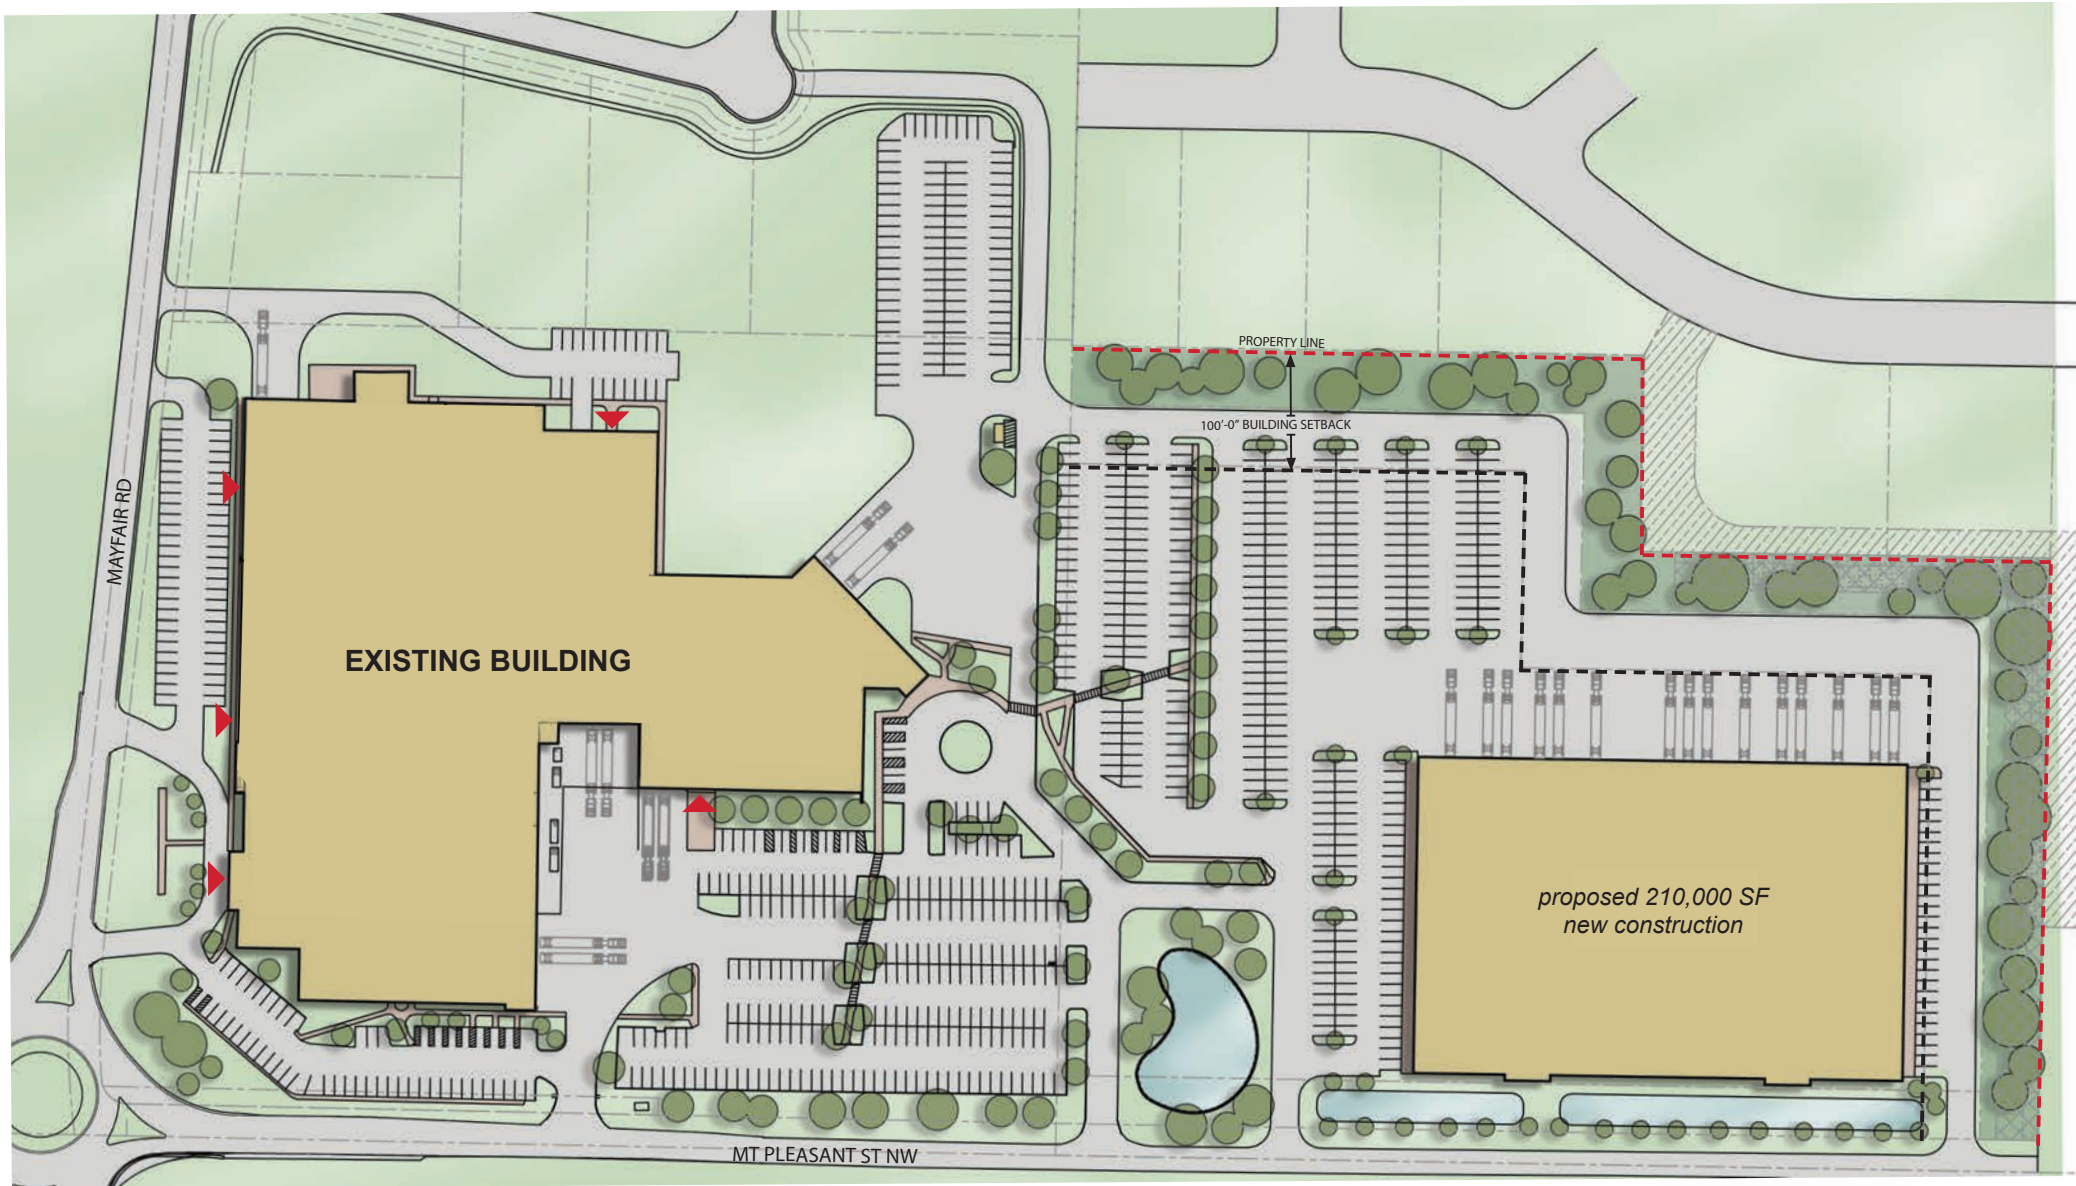 PROPERTY LINE
100'-0" BUILDING SETBACK
MAYFAIR RD
EXISTING BUILDING
proposed 210,000 SF
new construction
MT PLEASANT ST NW